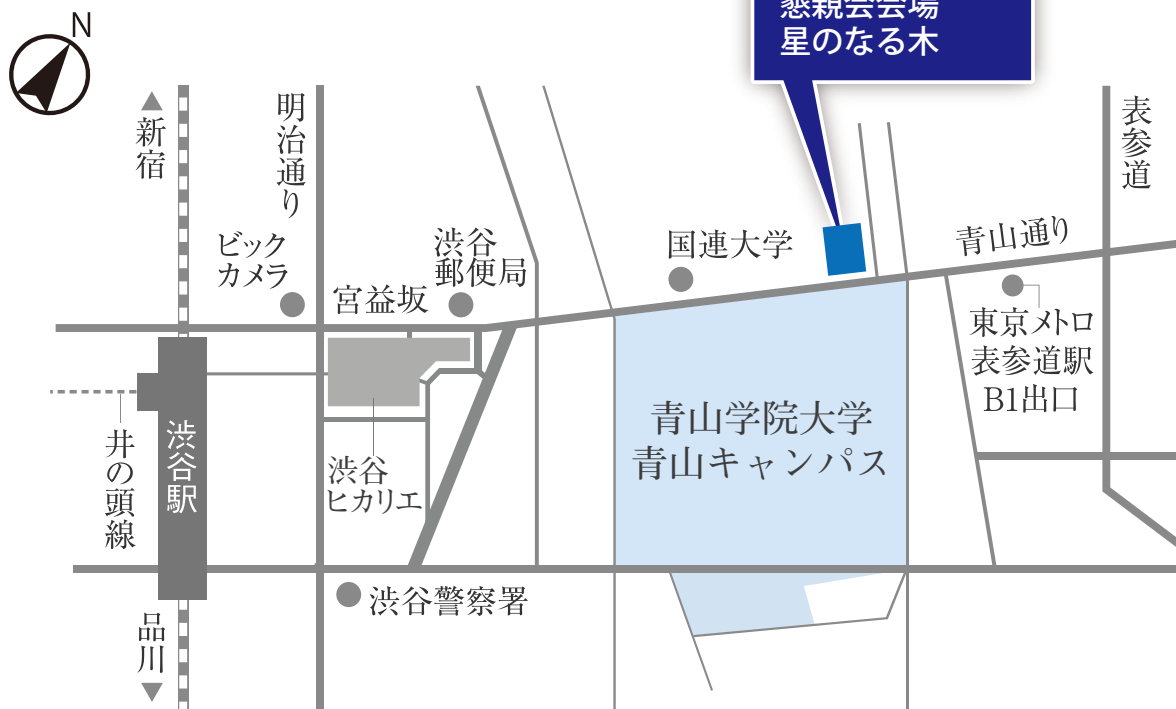 N
懇親会会場
星のなる木
新宿
明治通り
表参道
ビック
カメラ
宮益坂
渋谷
郵便局
国連大学
青山通り
東京メトロ
表参道駅
B1出口
青山学院大学
青山キャンパス
井の頭線
渋谷駅
渋谷
ヒカリエ
渋谷警察署
品川